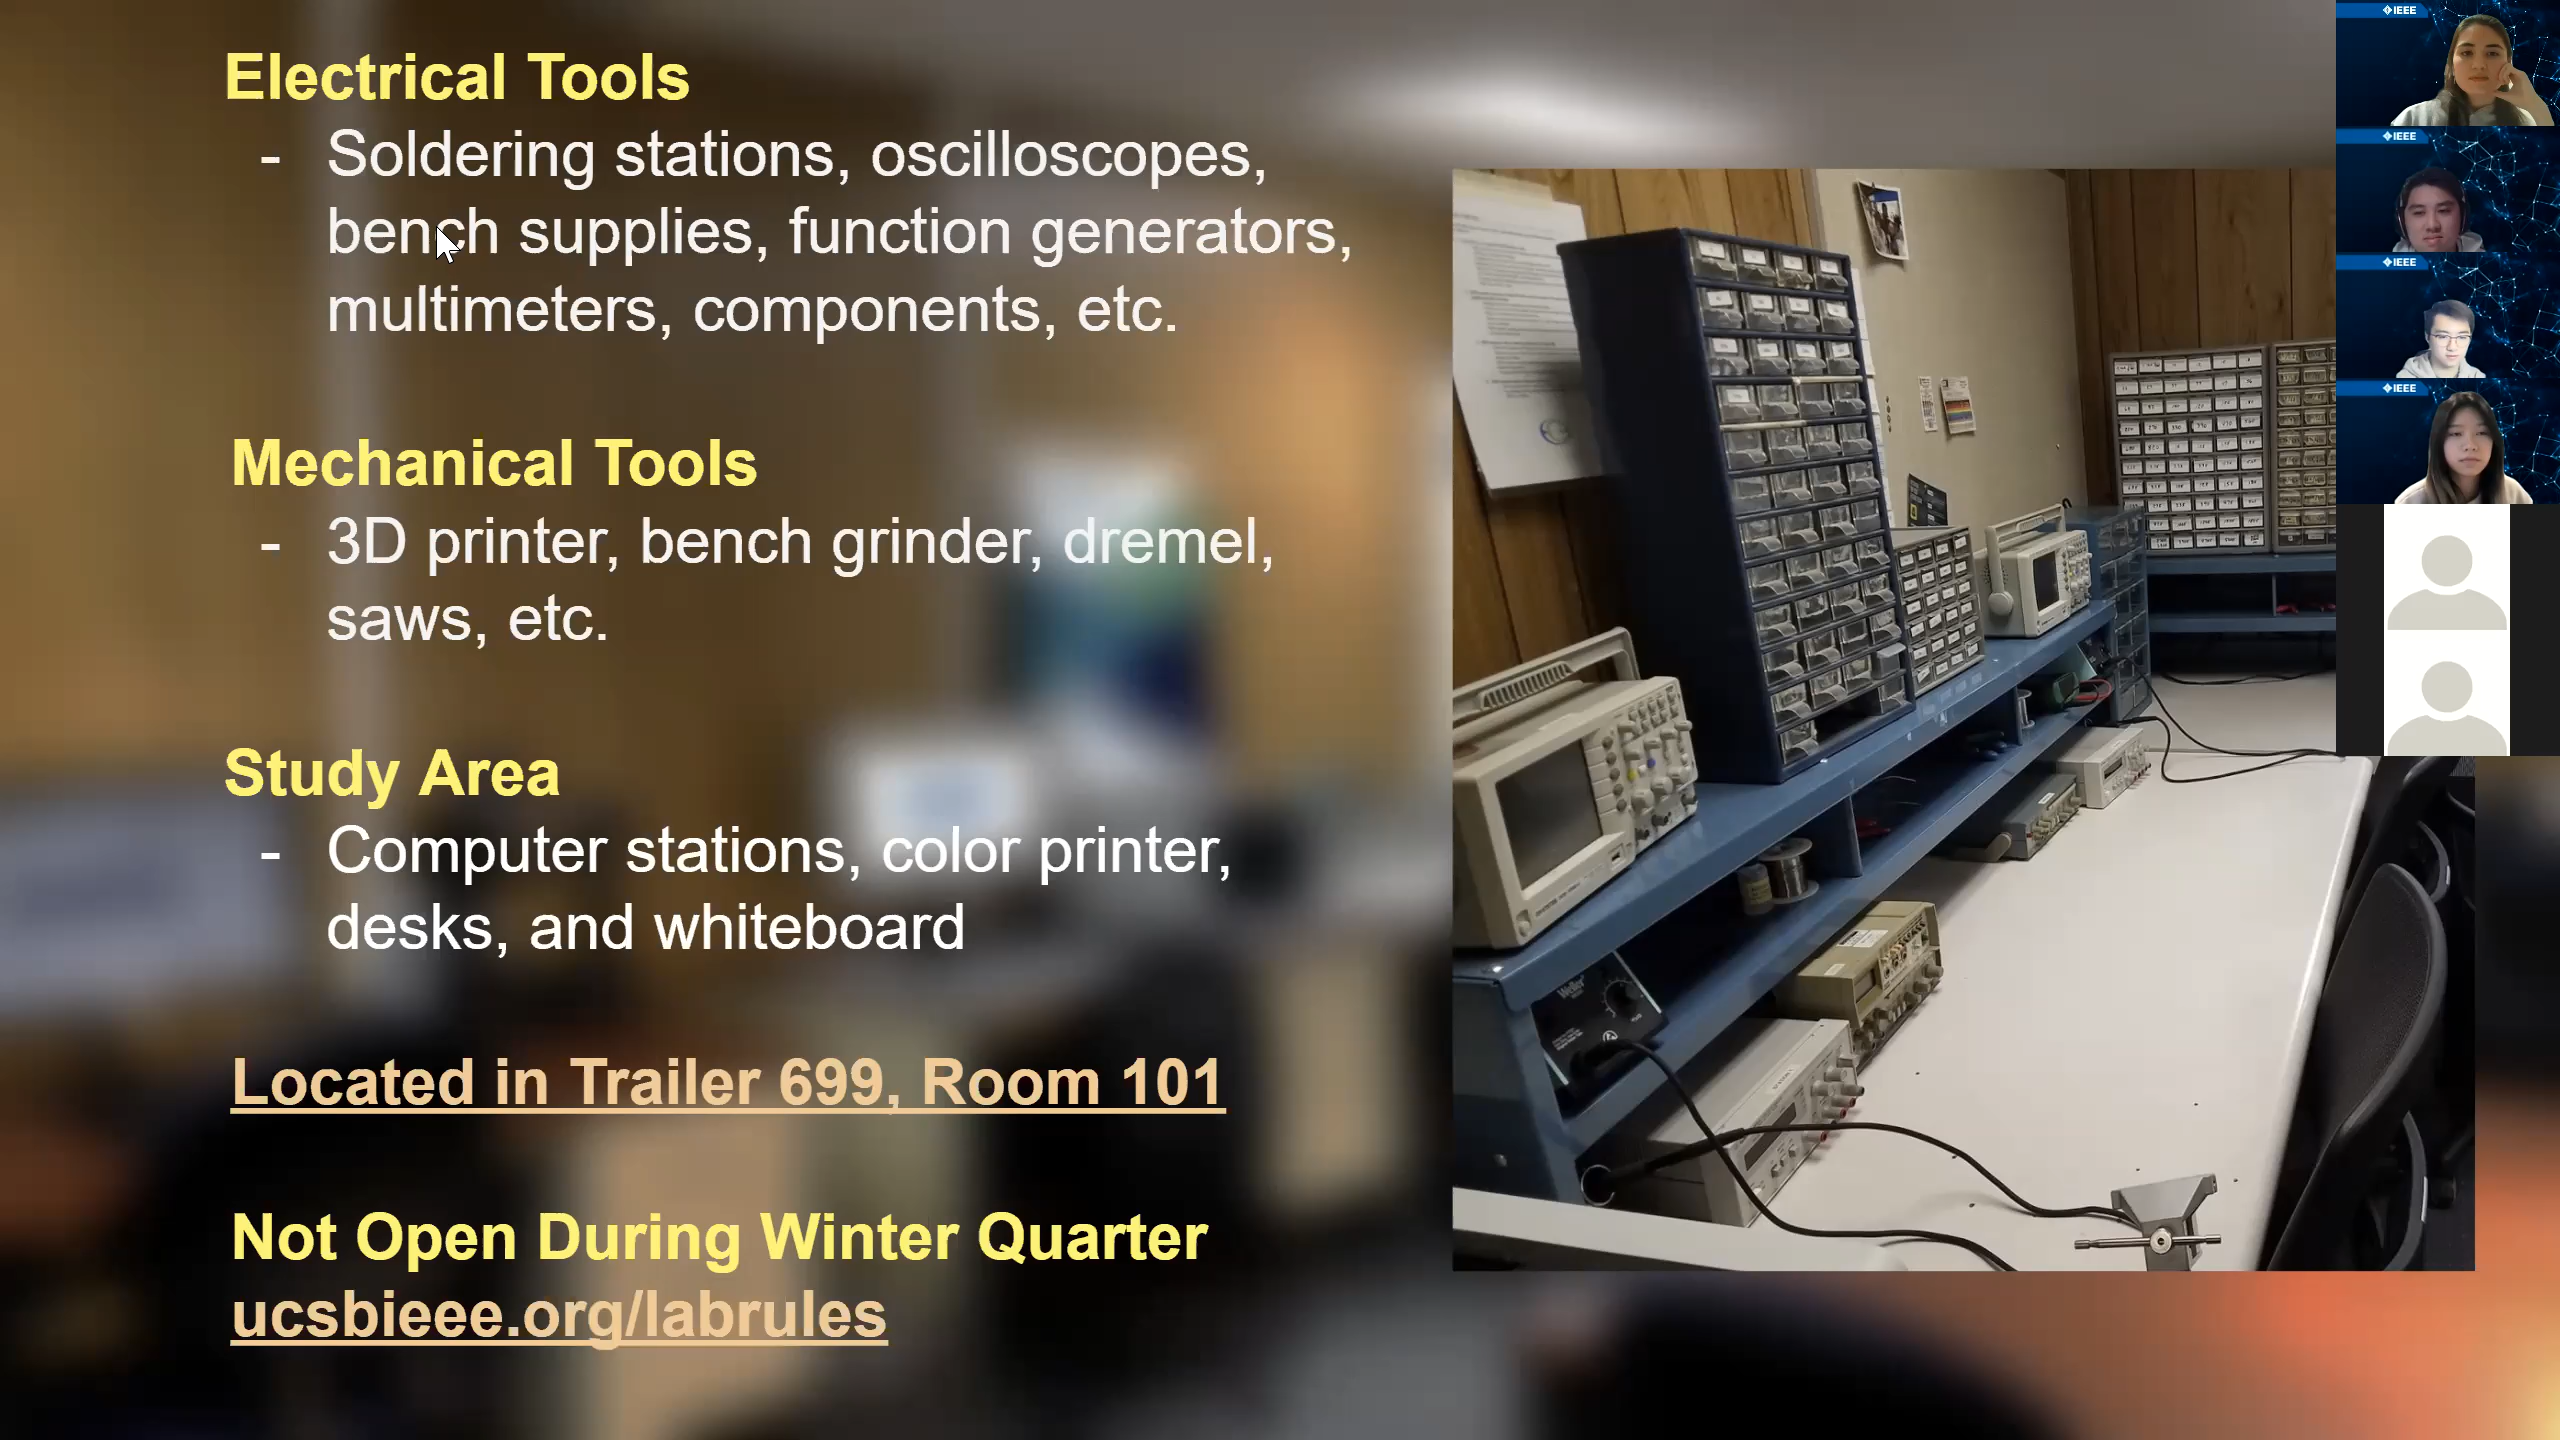 Electrical Tools
- Soldering stations, oscilloscopes,
bench supplies, function generators,
multimeters, components, etc.
Mechanical Tools
- 3D printer, bench grinder, dremel,
saws, etc.
Study Area
- Computer stations, color printer,
desks, and whiteboard
Located in Trailer 699, Room 101
Not Open During Winter Quarter
ucsbieee.org/labrules
IEEE
IEEE
IEEE
IEEE
Weller